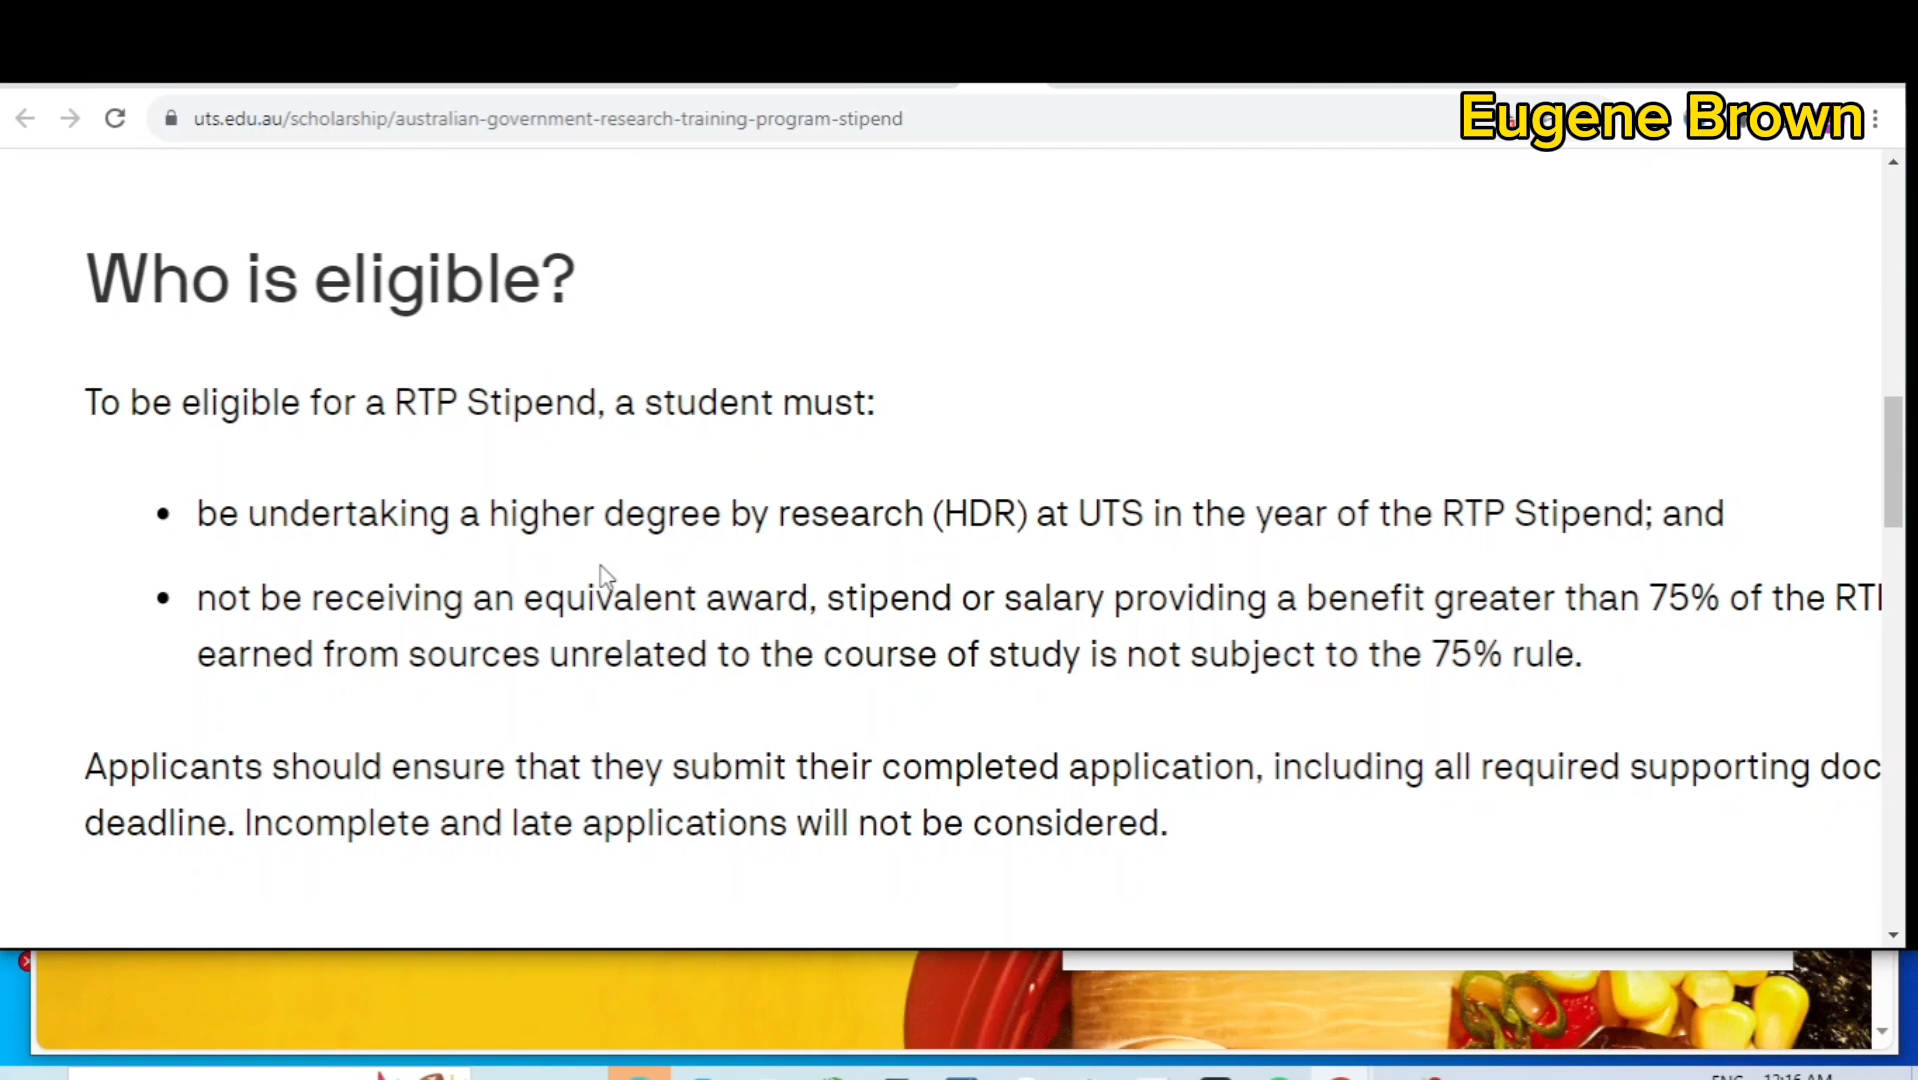 uts.edu.au/scholarship/australian-government-research-training-program-stipend
Eugene Brown
Who is eligible?
To be eligible for a RTP Stipend, a student must:
• be undertaking a higher degree by research (HDR) at UTS in the year of the RTP Stipend; and
• not be receiving an equivalent award, stipend or salary providing a benefit greater than 75% of the
earned from sources unrelated to the course of study is not subject to the 75% rule.
Applicants should ensure that they submit their completed application, including all required supporting doc
deadline. Incomplete and late applications will not be considered.